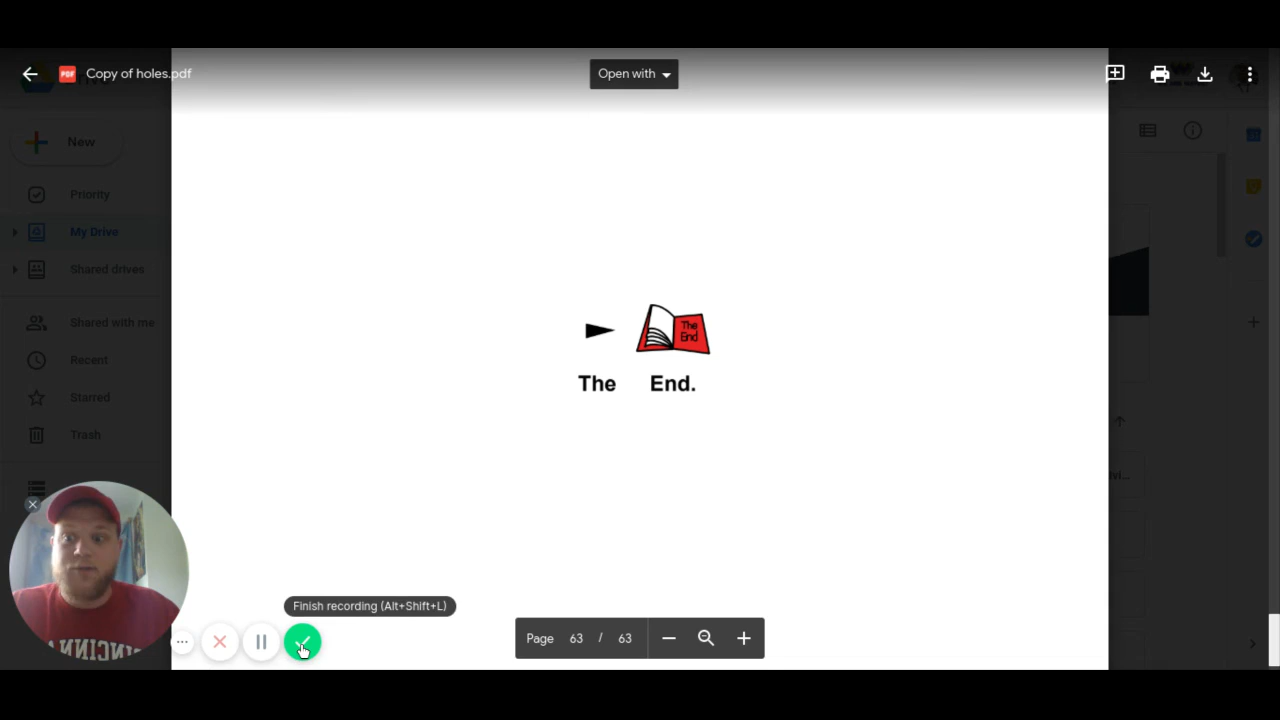 Copy of holes.pdf
PDF
Open with
New
Priority
My Drive
Shared drives
Shared with me
Recent
Starred
Trash
The
End
The End.
Finish recording (Alt+Shift+L)
Page 63 / 63